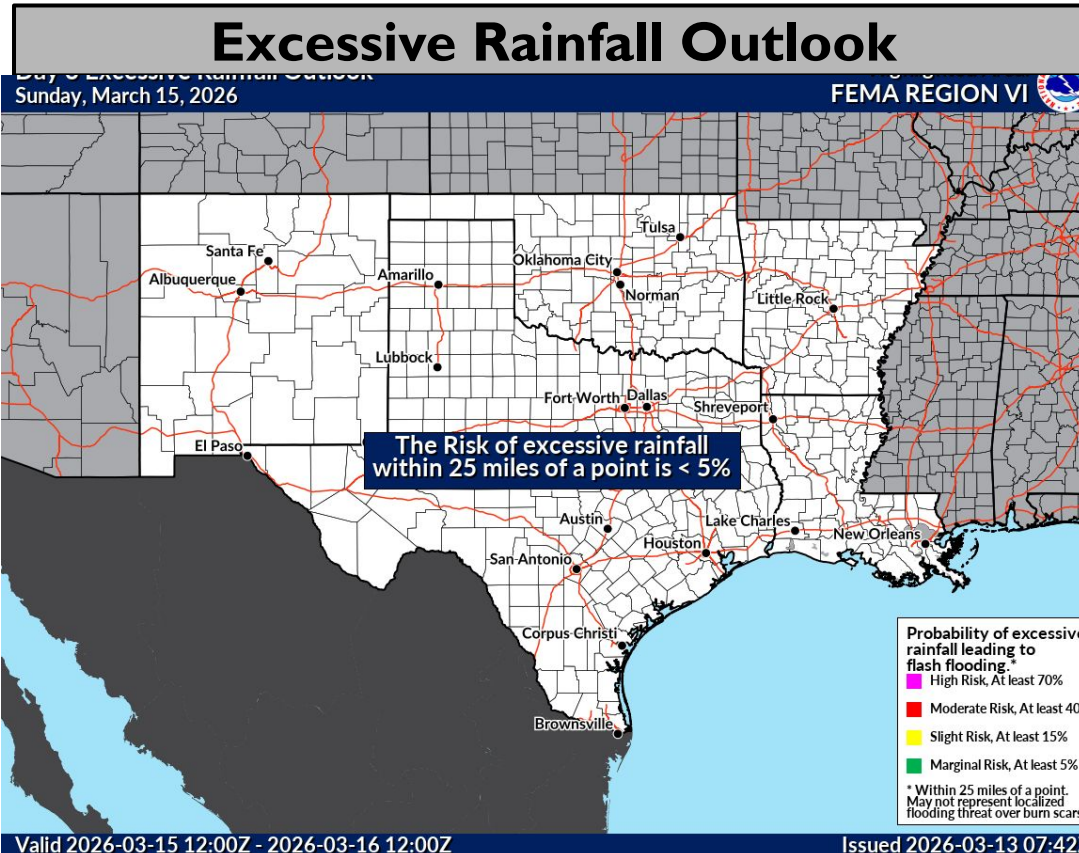 Excessive Rainfall Outlook
Excessive Rainfall Outlook
Sunday, March 15, 2026
FEMA REGION VI
Santa Fe
Albuquerque
Amarillo
Lubbock
Tulsa
Oklahoma City
Norman
Little Rock
Fort Worth
Dallas
Shreveport
El Paso
The Risk of excessive rainfall
within 25 miles of a point is < 5%
Austin
Lake Charles
New Orleans
Houston
San Antonio
Corpus Christi
Brownsville
Probability of excessive
rainfall leading to
flash flooding.*
High Risk, At least 70%
Moderate Risk, At least 40
Slight Risk, At least 15%
Marginal Risk, At least 5%
* Within 25 miles of a point.
May not represent localized
flooding threat over burn scars
Valid 2026-03-15 12:00Z - 2026-03-16 12:00Z
Issued 2026-03-13 07:42